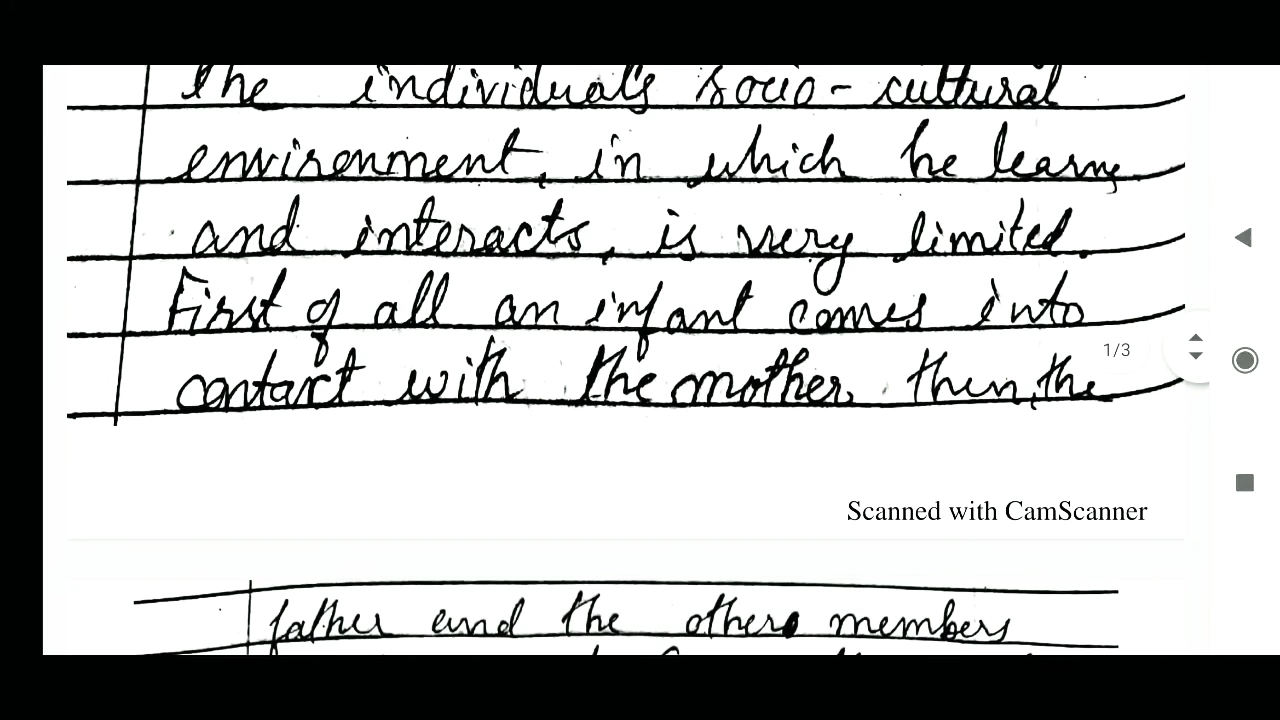 The individual's socio-cultural
environment, in which he learns
and interacts, is very limited.
First of all an infant comes into
1/3
contact with the mother, then, the
Scanned with CamScanner
father and the others members